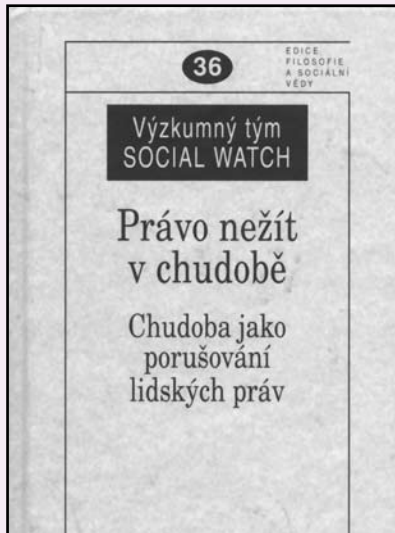 36
EDICE
FILOSOFIE
A SOCIÁLNÍ
VĚDY
Výzkumný tým
SOCIAL WATCH
Právo nežít
v chudobě
Chudoba jako
porušování
lidských práv